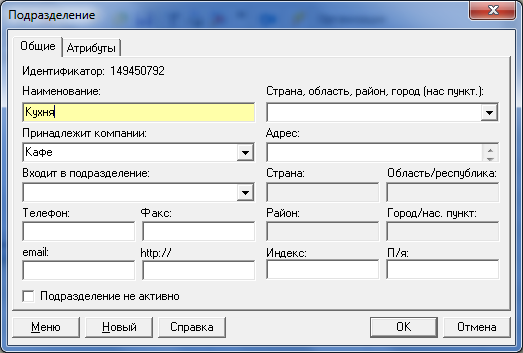 Подразделение
Общие Атрибуты
Идентификатор: 149450792
Наименование: Страна, область, район, город (нас пункт.):
Кухня
Принадлежит компании: Адрес:
Кафе
Входит в подразделение: Страна: Область/республика:
Телефон: Факс: Район: Город/нас. пункт:
email: http:// Индекс: П/я:
Подразделение не активно
Меню Новый Справка OK Отмена